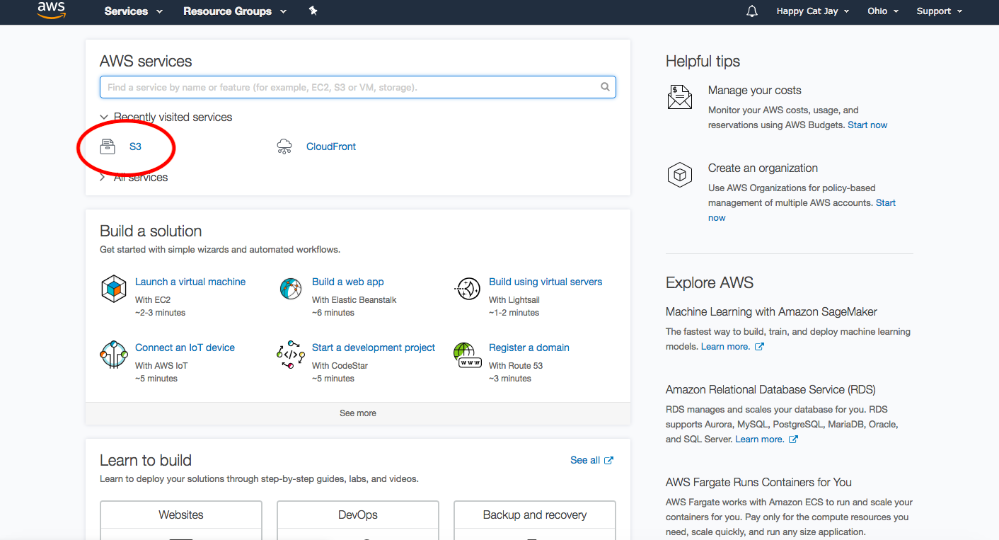 aws Services Resource Groups Happy Cat Jay Ohio Support
AWS services
Find a service by name or feature (for example, EC2, S3 or VM, storage).
Recently visited services
S3 CloudFront
All services
Build a solution
Get started with simple wizards and automated workflows.
Launch a virtual machine
With EC2
~2-3 minutes
Build a web app
With Elastic Beanstalk
~6 minutes
Build using virtual servers
With Lightsail
~1-2 minutes
Connect an IoT device
With AWS IoT
~5 minutes
Start a development project
With CodeStar
~5 minutes
WWW
Register a domain
With Route 53
~3 minutes
See more
Learn to build
See all
Learn to deploy your solutions through step-by-step guides, labs, and videos.
Websites
DevOps
Backup and recovery
Helpful tips
$
Manage your costs
Monitor your AWS costs, usage, and
reservations using AWS Budgets. Start now
Create an organization
Use AWS Organizations for policy-based
management of multiple AWS accounts. Start
now
Explore AWS
Machine Learning with Amazon SageMaker
The fastest way to build, train, and deploy machine learning
models. Learn more.
Amazon Relational Database Service (RDS)
RDS manages and scales your database for you. RDS
supports Aurora, MySQL, PostgreSQL, MariaDB, Oracle,
and SQL Server. Learn more.
AWS Fargate Runs Containers for You
AWS Fargate works with Amazon ECS to run and scale your
containers for you. Pay only for the compute resources you
need, scale quickly, and run any size application.